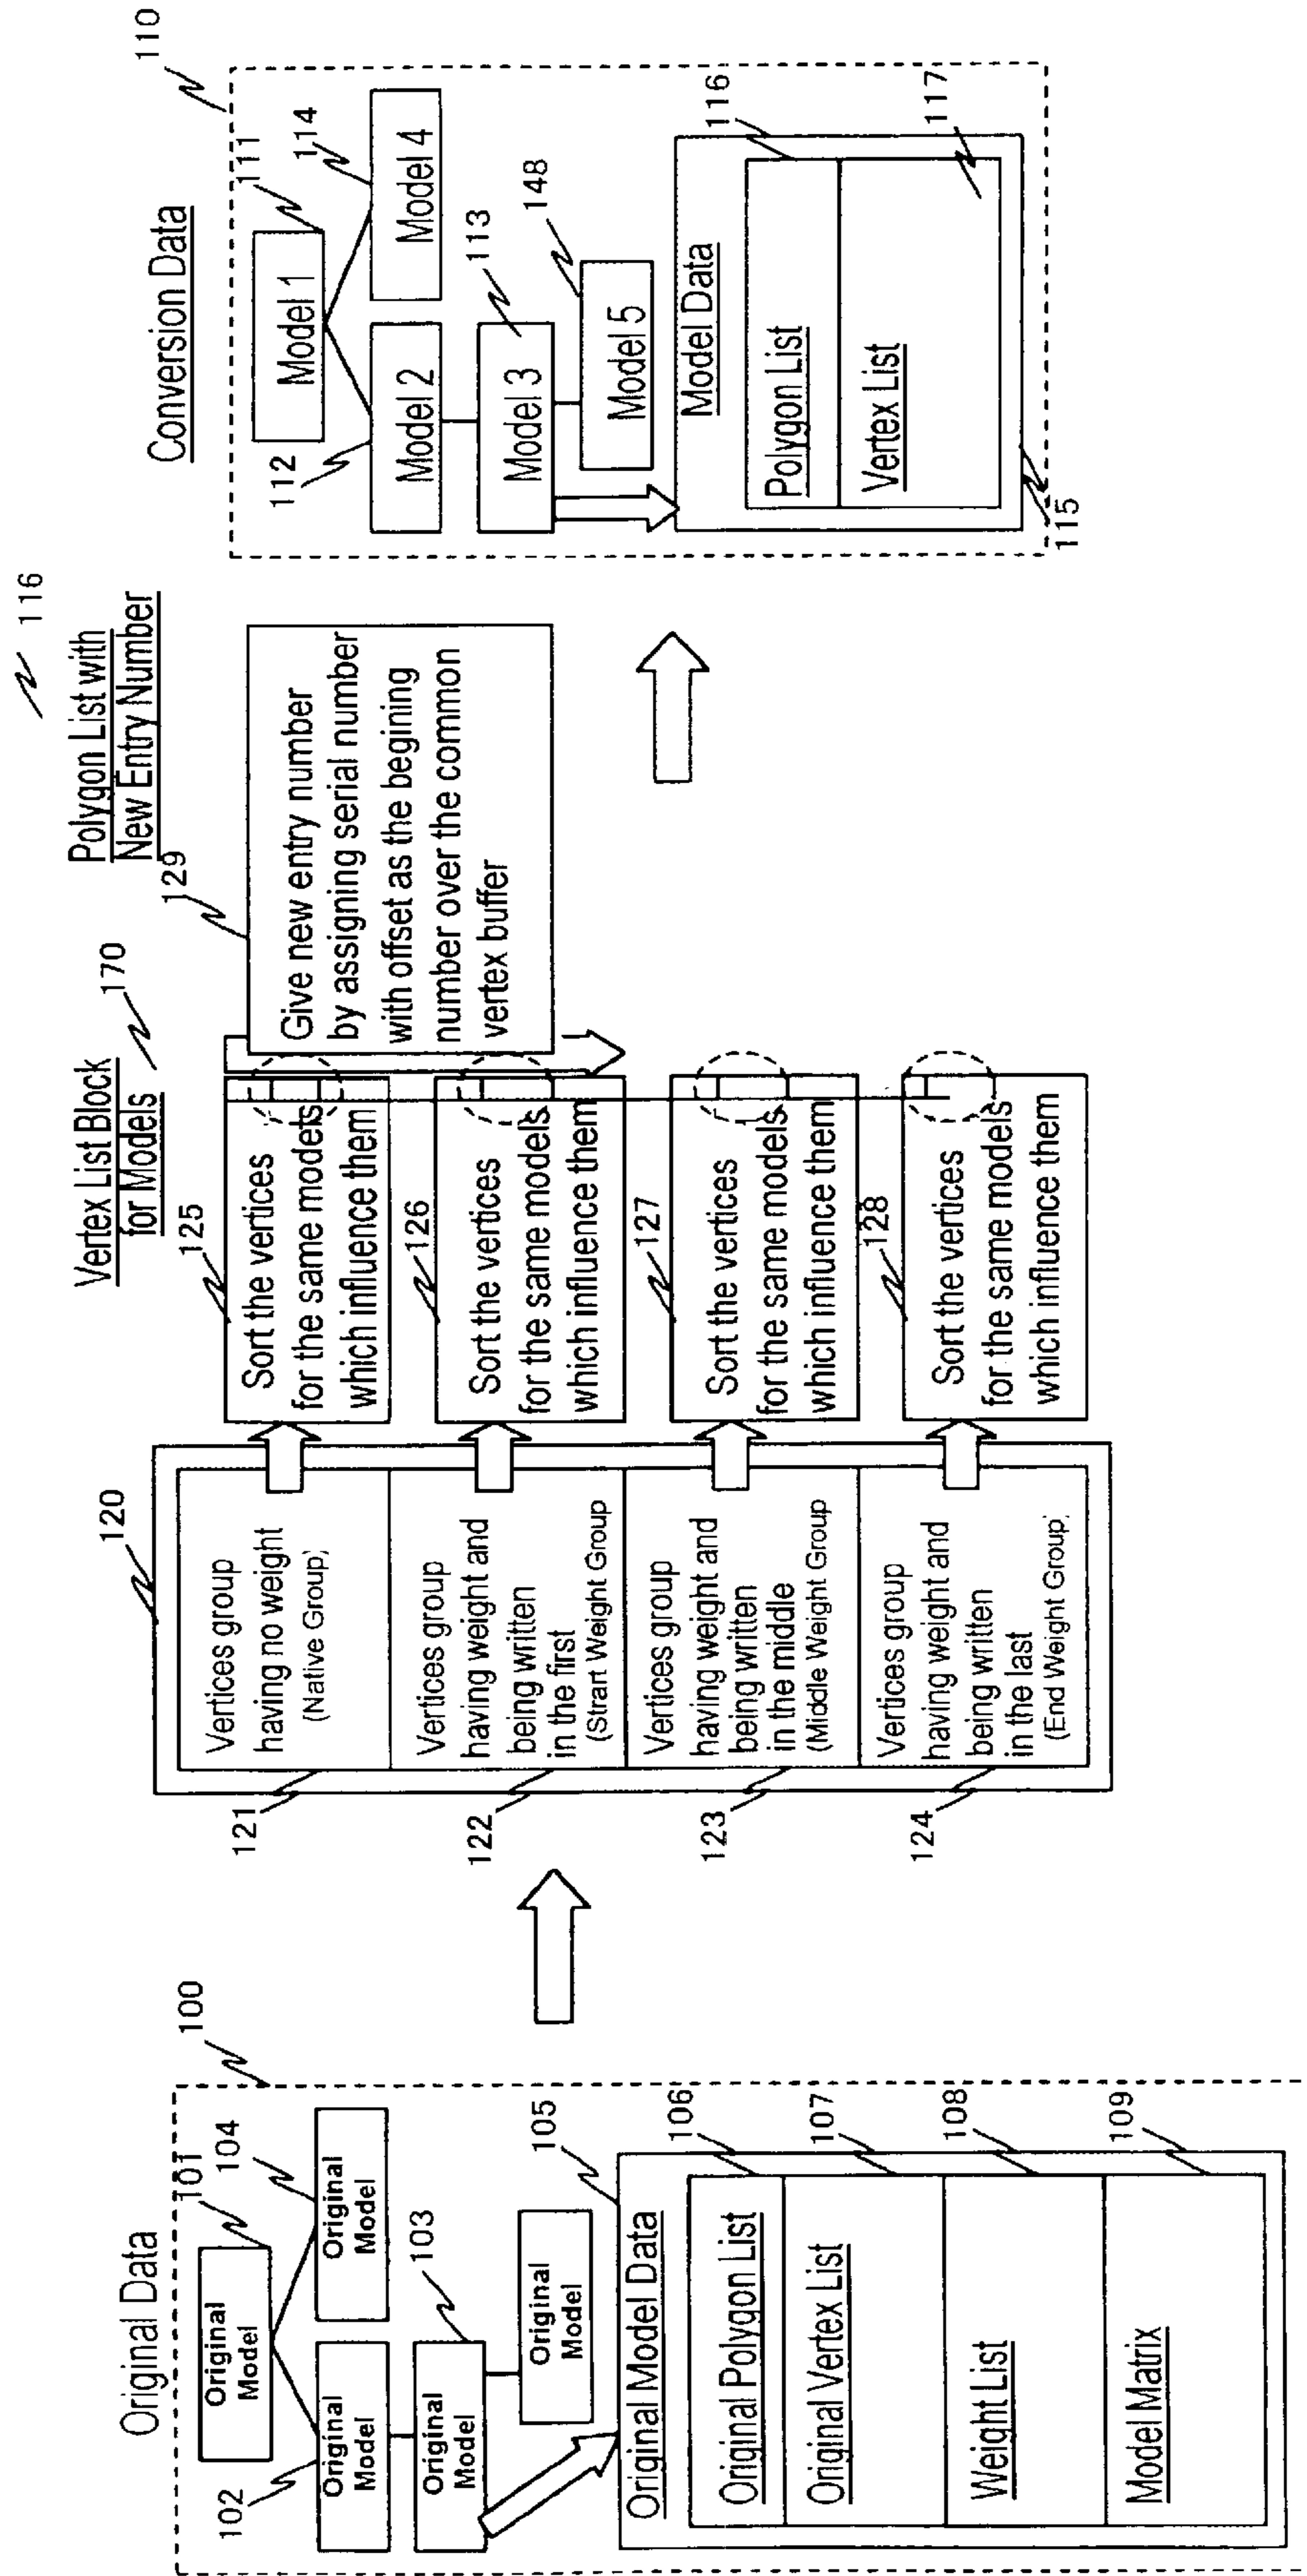 Original Data
100
101
Original
Model
104
Original
Model
102
Original
Model
103
Original
Model
Original
Model
105
Original Model Data
106
Original Polygon List
107
Original Vertex List
108
Weight List
109
Model Matrix
120
Vertices group
having no weight
(Native Group)
121
Vertices group
having weight and
being written
in the first
(Strart Weight Group)
122
Vertices group
having weight and
being written
in the middle
(Middle Weight Group)
123
Vertices group
having weight and
being written
in the last
(End Weight Group)
124
Vertex List Block
for Models
170
125
Sort the vertices
for the same models
which influence them
126
Sort the vertices
for the same models
which influence them
127
Sort the vertices
for the same models
which influence them
128
Sort the vertices
for the same models
which influence them
116
Polygon List with
New Entry Number
129
Give new entry number
by assigning serial number
with offset as the begining
number over the common
vertex buffer
Conversion Data
110
111
Model 1
114
Model 4
112
Model 2
113
Model 3
148
Model 5
Model Data
116
Polygon List
117
Vertex List
115